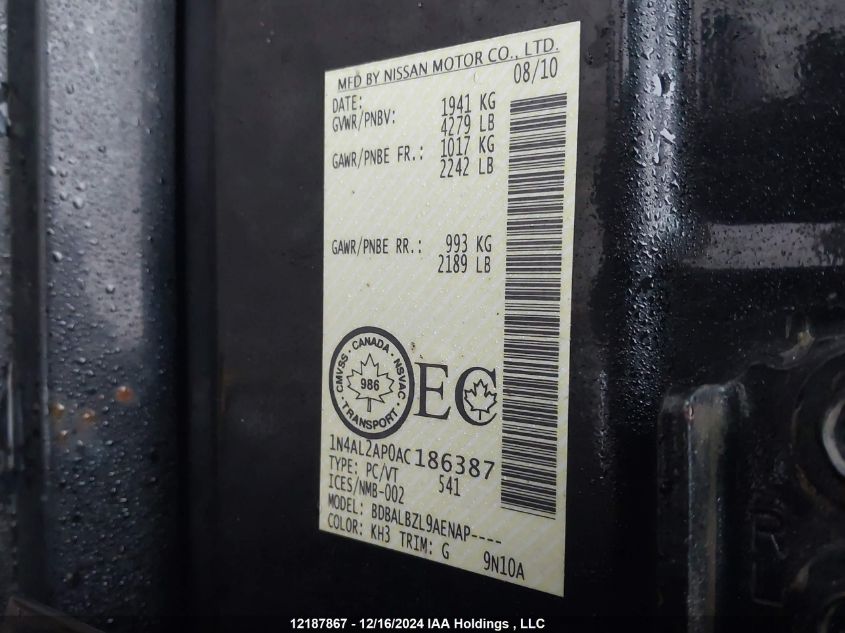 MFD BY NISSAN MOTOR CO., LTD.
DATE: 08/10
GVWR/PNBV: 1941 KG
4279 LB
GAWR/PNBE FR.: 1017 KG
2242 LB
GAWR/PNBE RR.: 993 KG
2189 LB
CMVSS · CANADA · NSVAC · TRANSPORT ·
986
EC
1N4AL2AP0AC186387
TYPE: PC/VT 541
ICES/NMB-002
MODEL: BDBALBZL9AENAP----
COLOR: KH3 TRIM: G 9N10A
R
L
12187867 - 12/16/2024 IAA Holdings , LLC